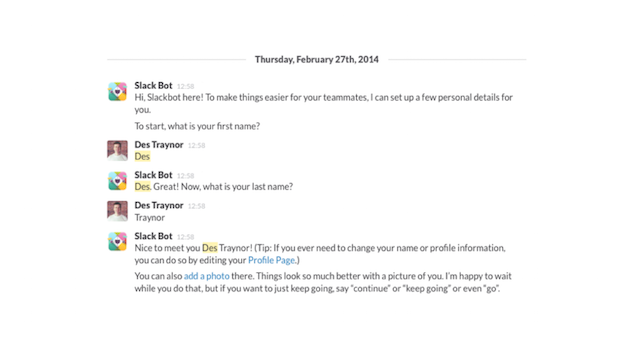 Thursday, February 27th, 2014
Slack Bot 12:58
Hi, Slackbot here! To make things easier for your teammates, I can set up a few personal details for
you.
To start, what is your first name?
Des Traynor 12:58
Des
Slack Bot 12:58
Des. Great! Now, what is your last name?
Des Traynor 12:58
Traynor
Slack Bot 12:58
Nice to meet you Des Traynor! (Tip: If you ever need to change your name or profile information,
you can do so by editing your Profile Page.)
You can also add a photo there. Things look so much better with a picture of you. I'm happy to wait
while you do that, but if you want to just keep going, say "continue" or "keep going" or even "go".